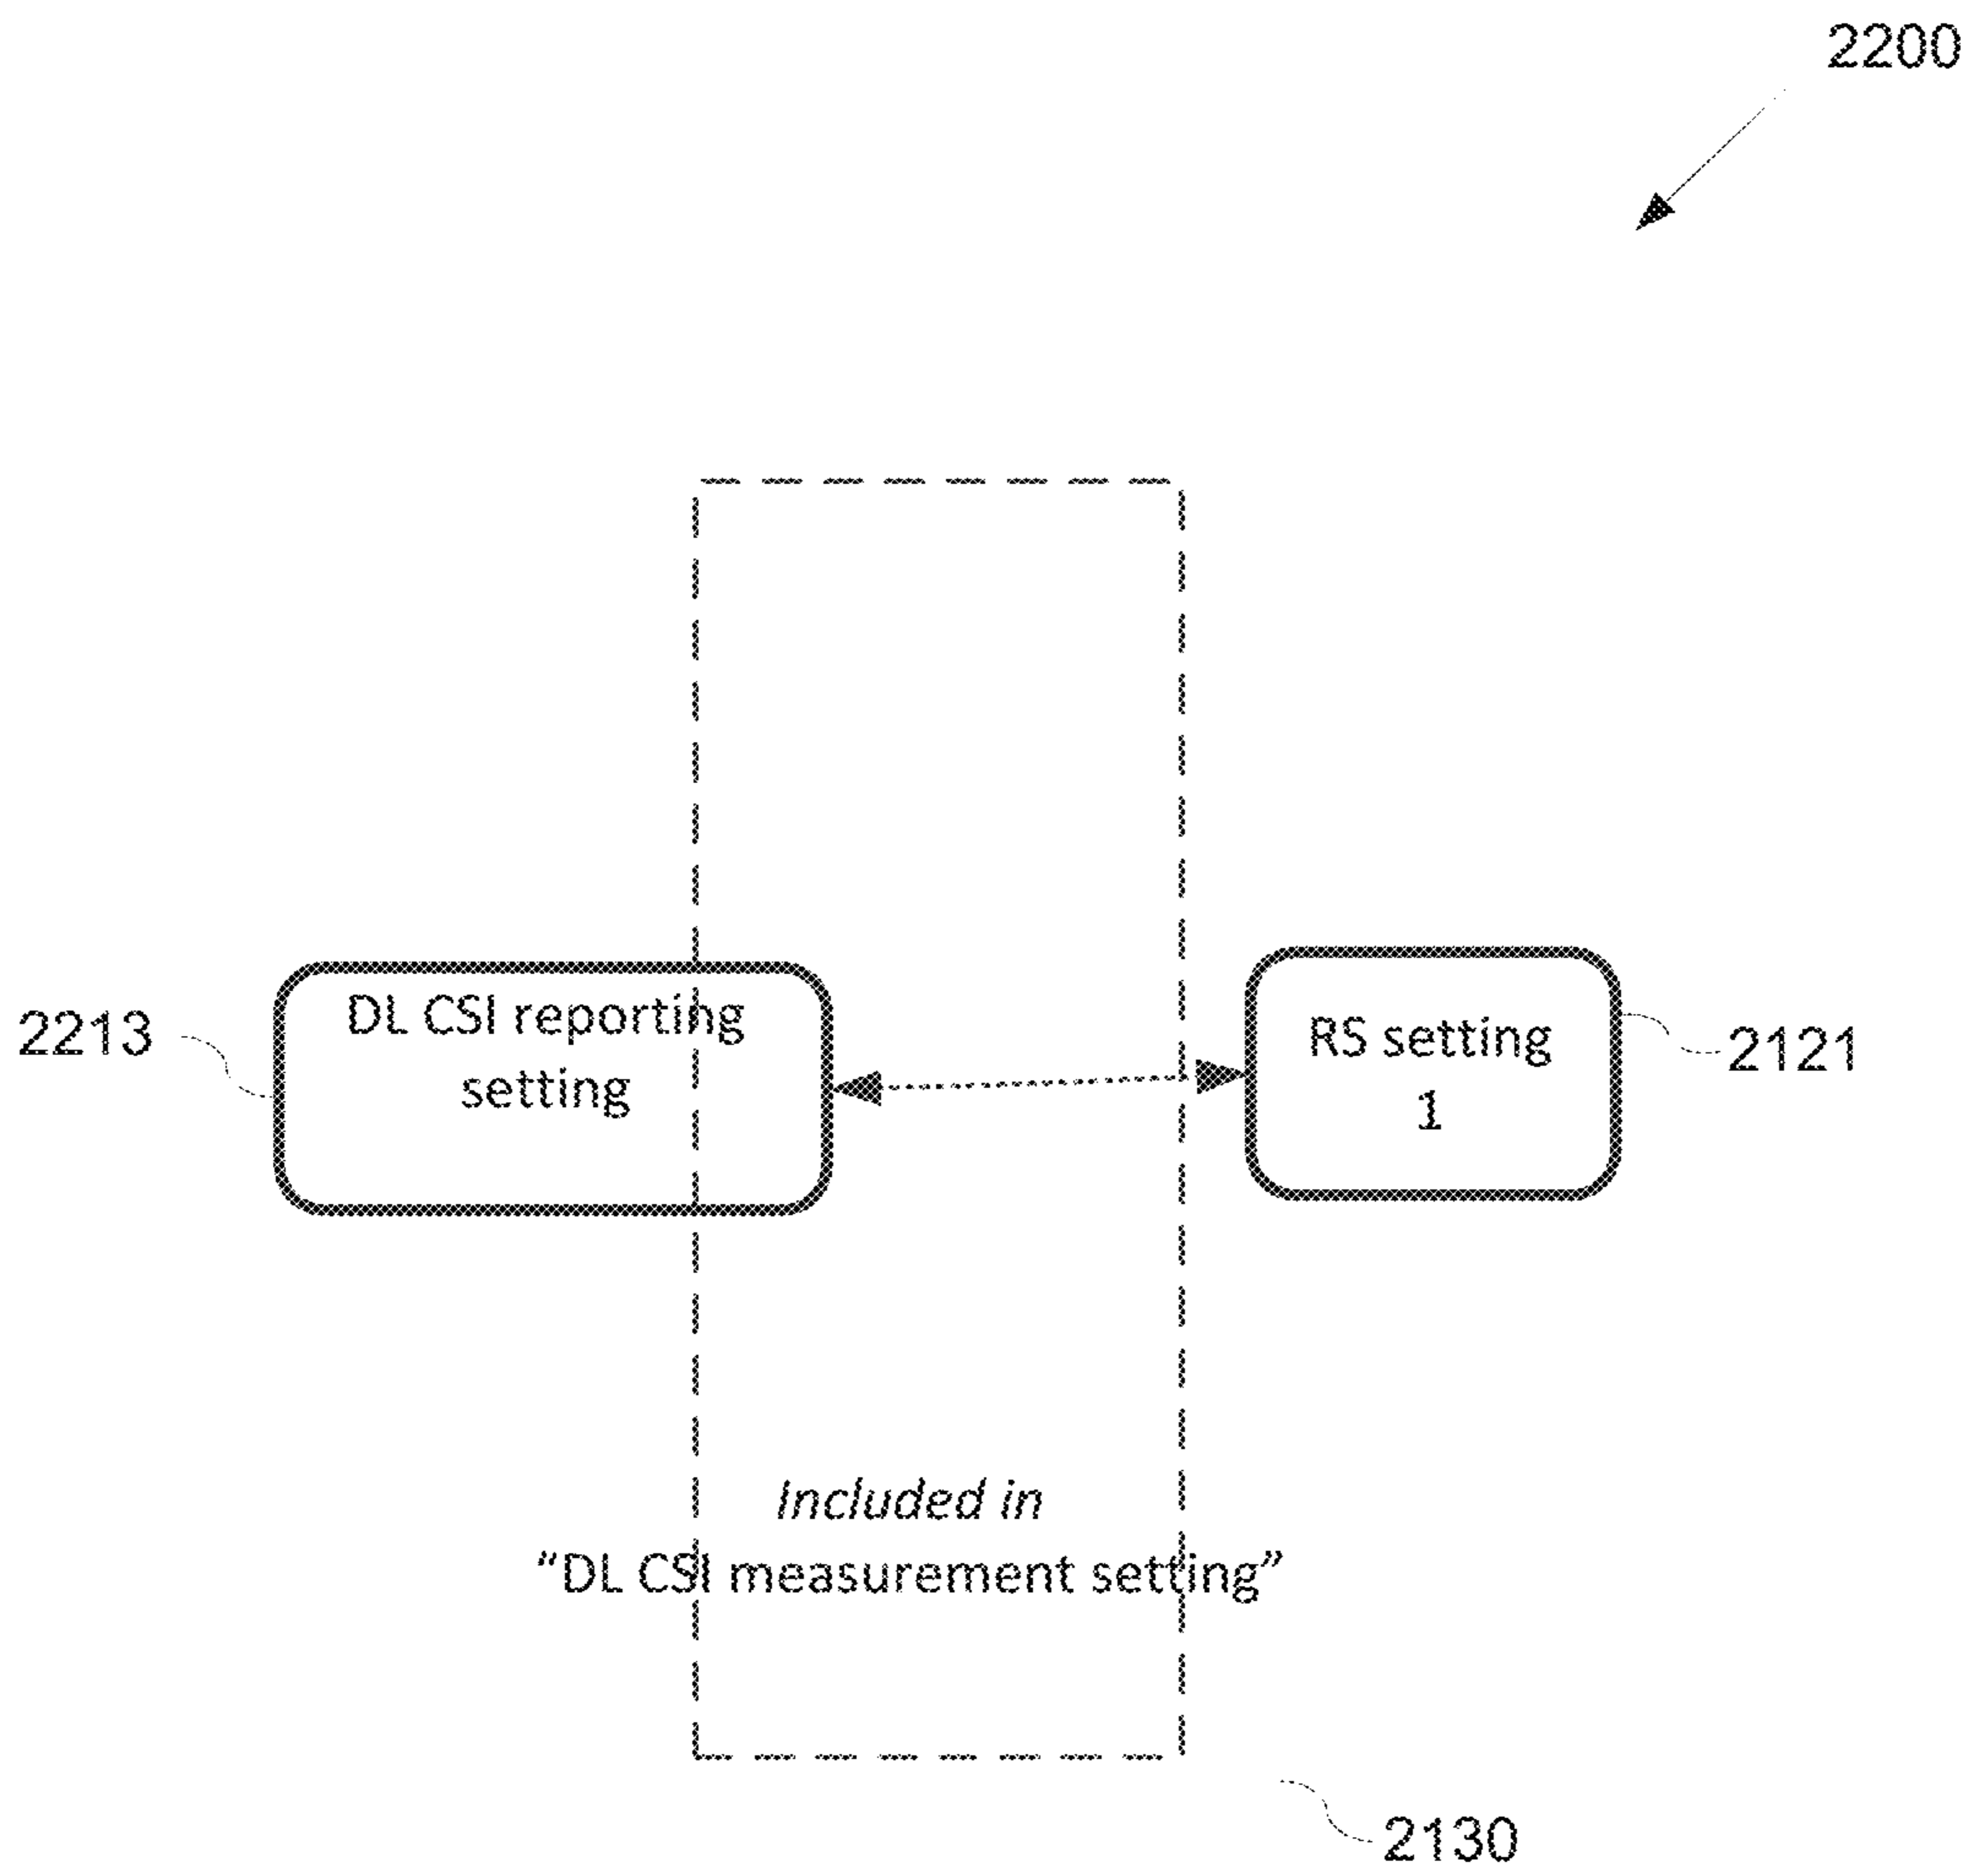 2200
DL CSI reporting
setting
2213
RS setting
1
2121
Included in
“DL CSI measurement setting”
2130